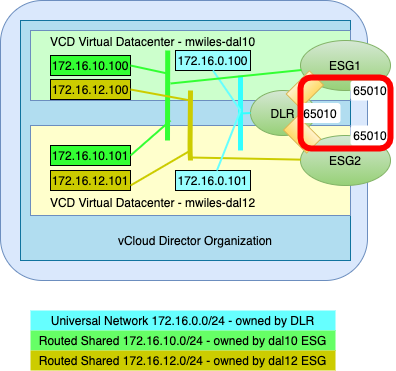 VCD Virtual Datacenter - mwiles-dal10
172.16.0.100
172.16.10.100
172.16.12.100
ESG1
65010
DLR
65010
65010
ESG2
172.16.10.101
172.16.12.101
172.16.0.101
VCD Virtual Datacenter - mwiles-dal12
vCloud Director Organization
Universal Network 172.16.0.0/24 - owned by DLR
Routed Shared 172.16.10.0/24 - owned by dal10 ESG
Routed Shared 172.16.12.0/24 - owned by dal12 ESG